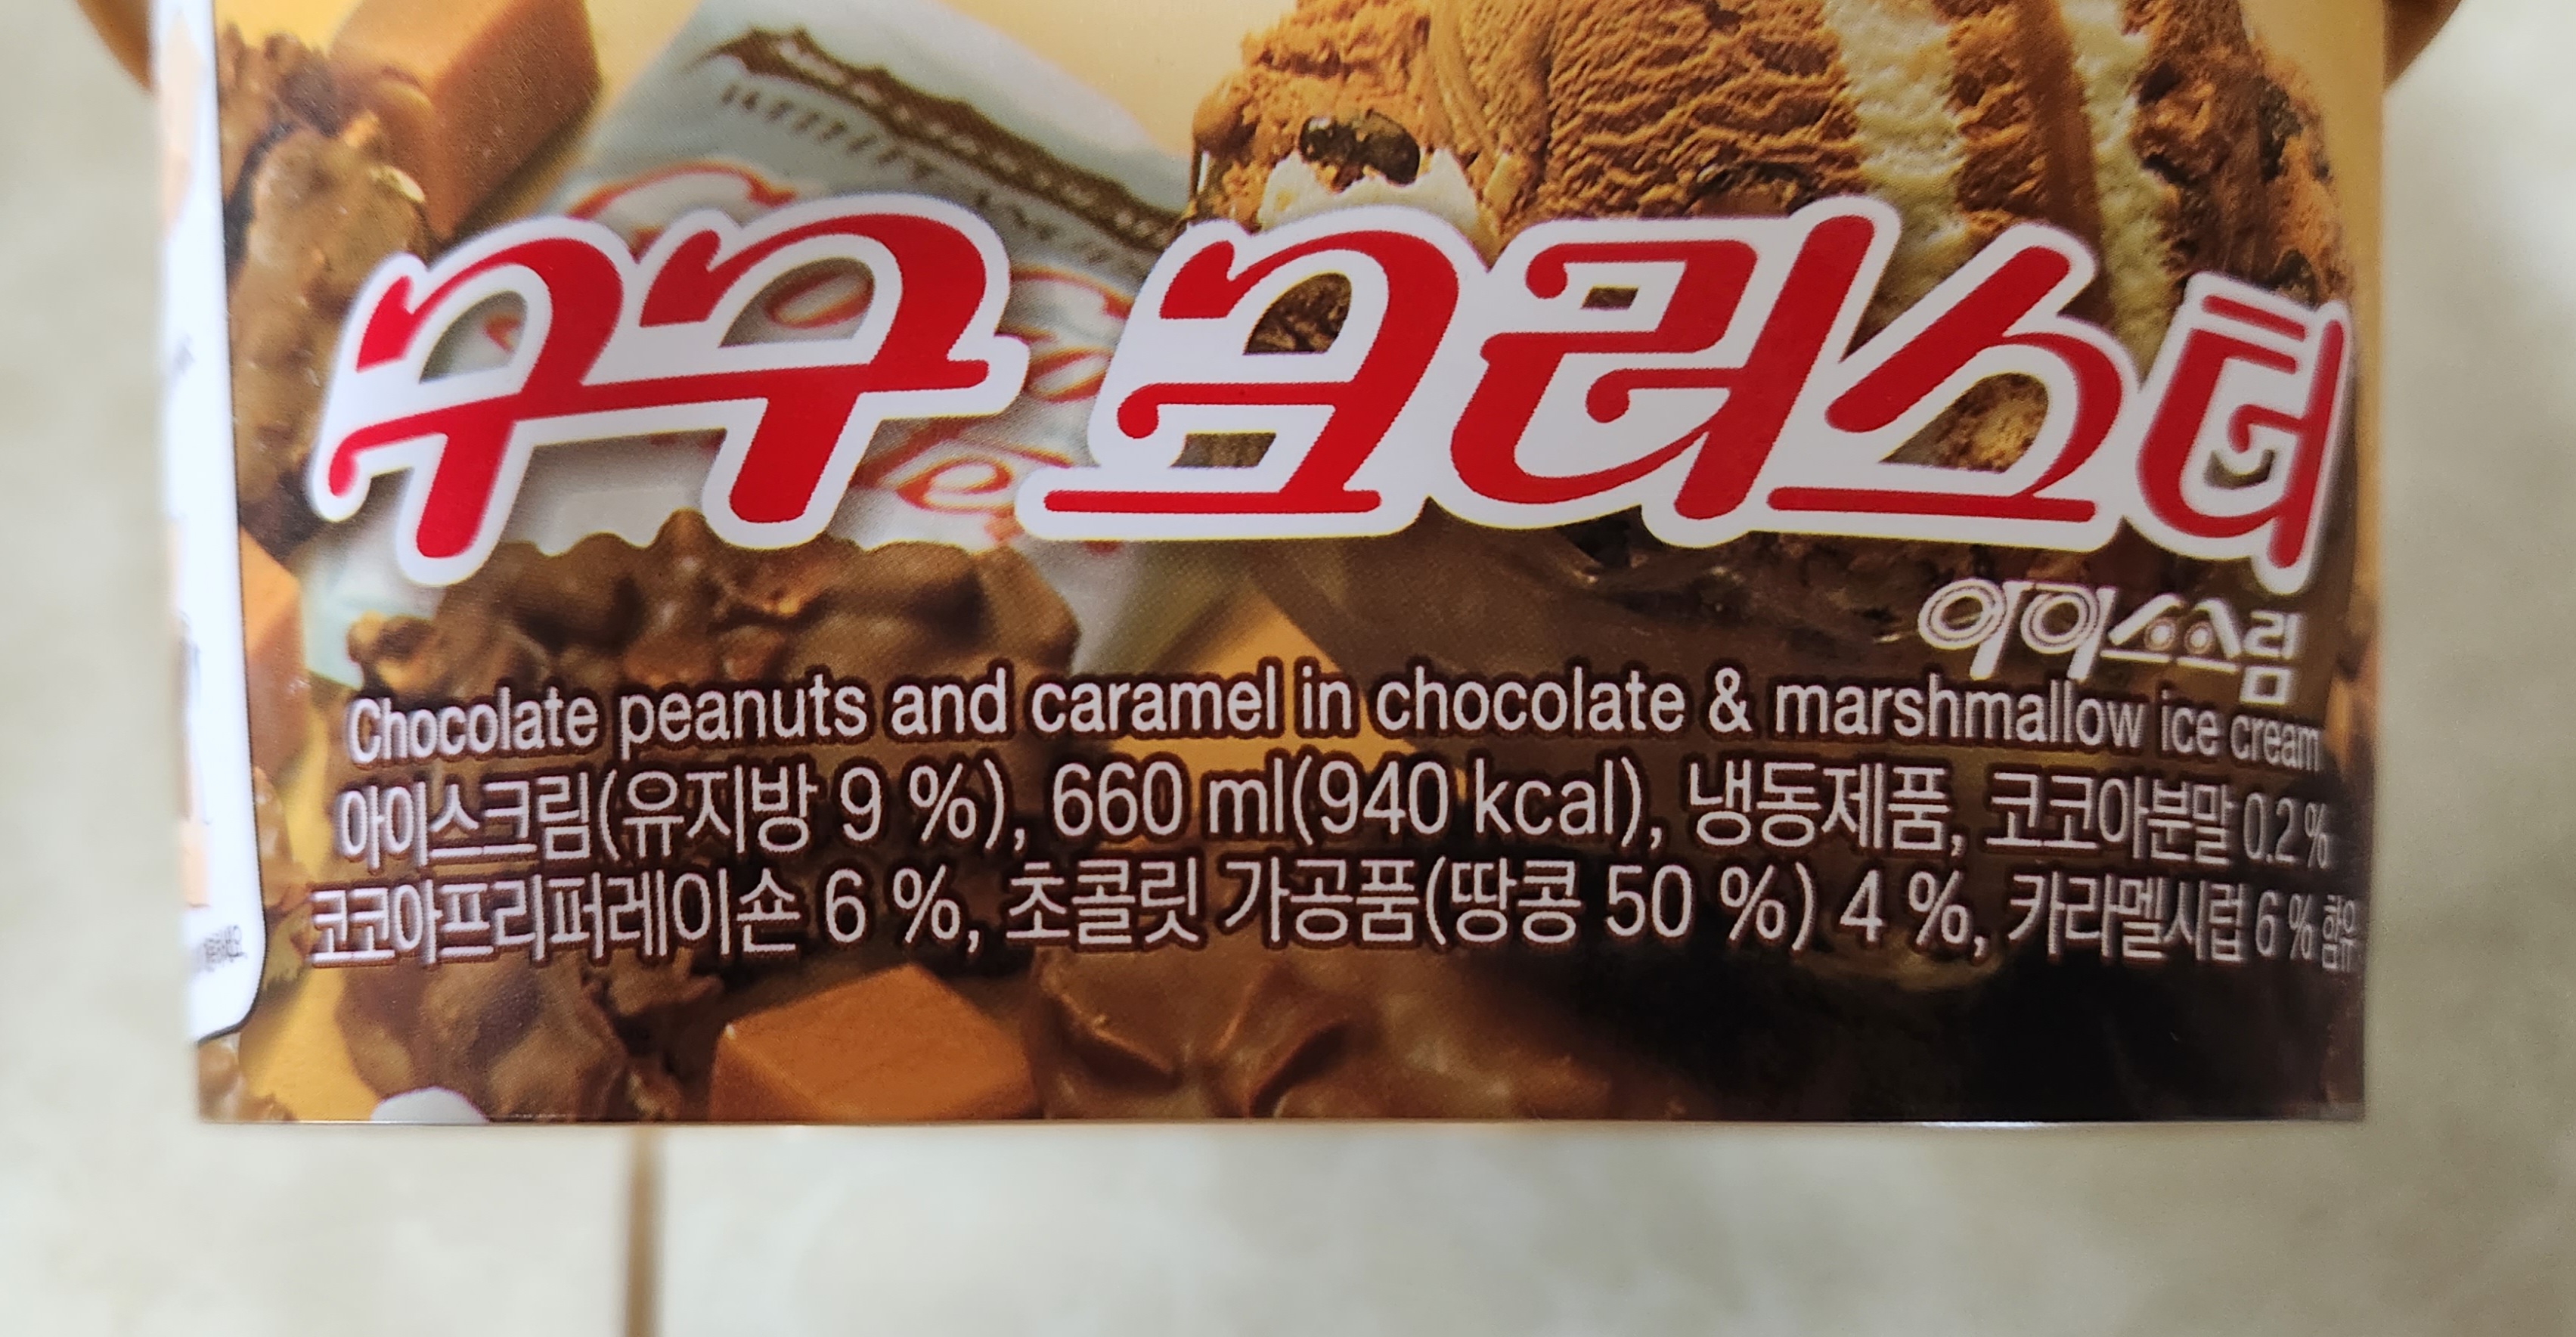 구구 크러스터
아이스크림
Chocolate peanuts and caramel in chocolate & marshmallow ice cream
아이스크림(유지방 9 %), 660 ml(940 kcal), 냉동제품, 코코아분말 0.2 %
코코아프리퍼레이숀 6 %, 초콜릿 가공품(땅콩 50 %) 4 %, 카라멜시럽 6 % 함유